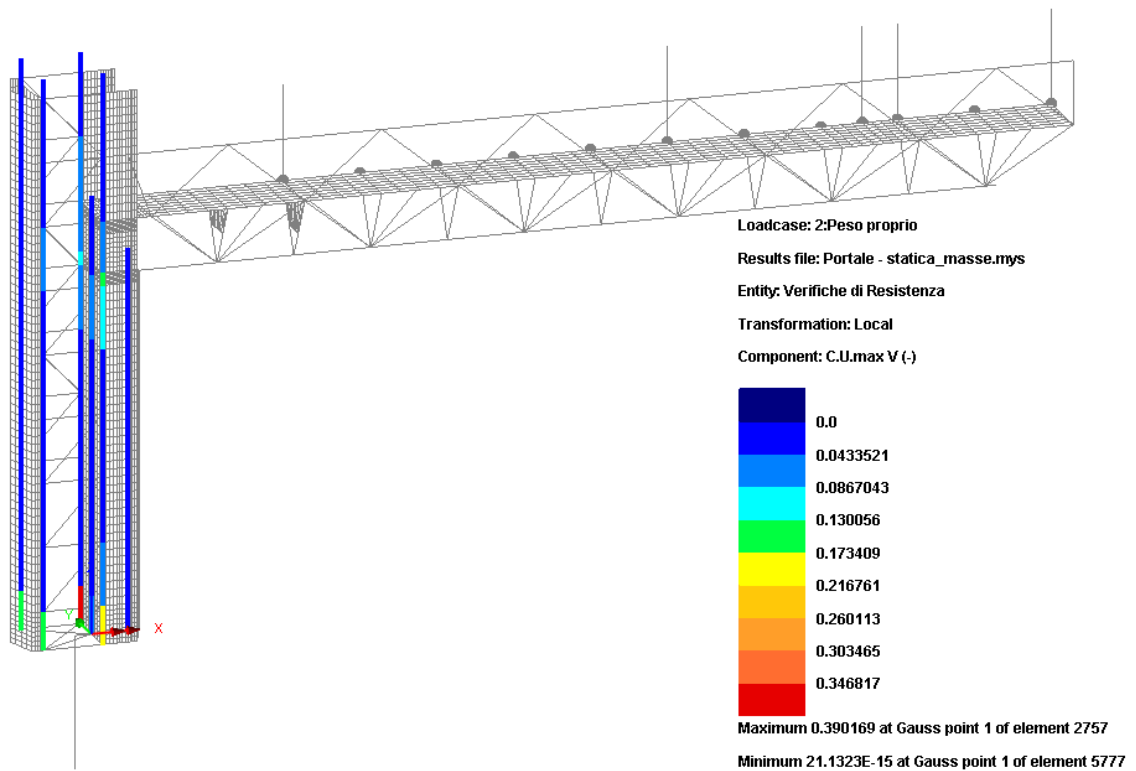 Loadcase: 2:Peso proprio
Results file: Portale - statica_masse.mys
Entity: Verifiche di Resistenza
Transformation: Local
Component: C.U.max V (-)
0.0
0.0433521
0.0867043
0.130056
0.173409
0.216761
0.260113
0.303465
0.346817
Y
X
Maximum 0.390169 at Gauss point 1 of element 2757
Minimum 21.1323E-15 at Gauss point 1 of element 5777